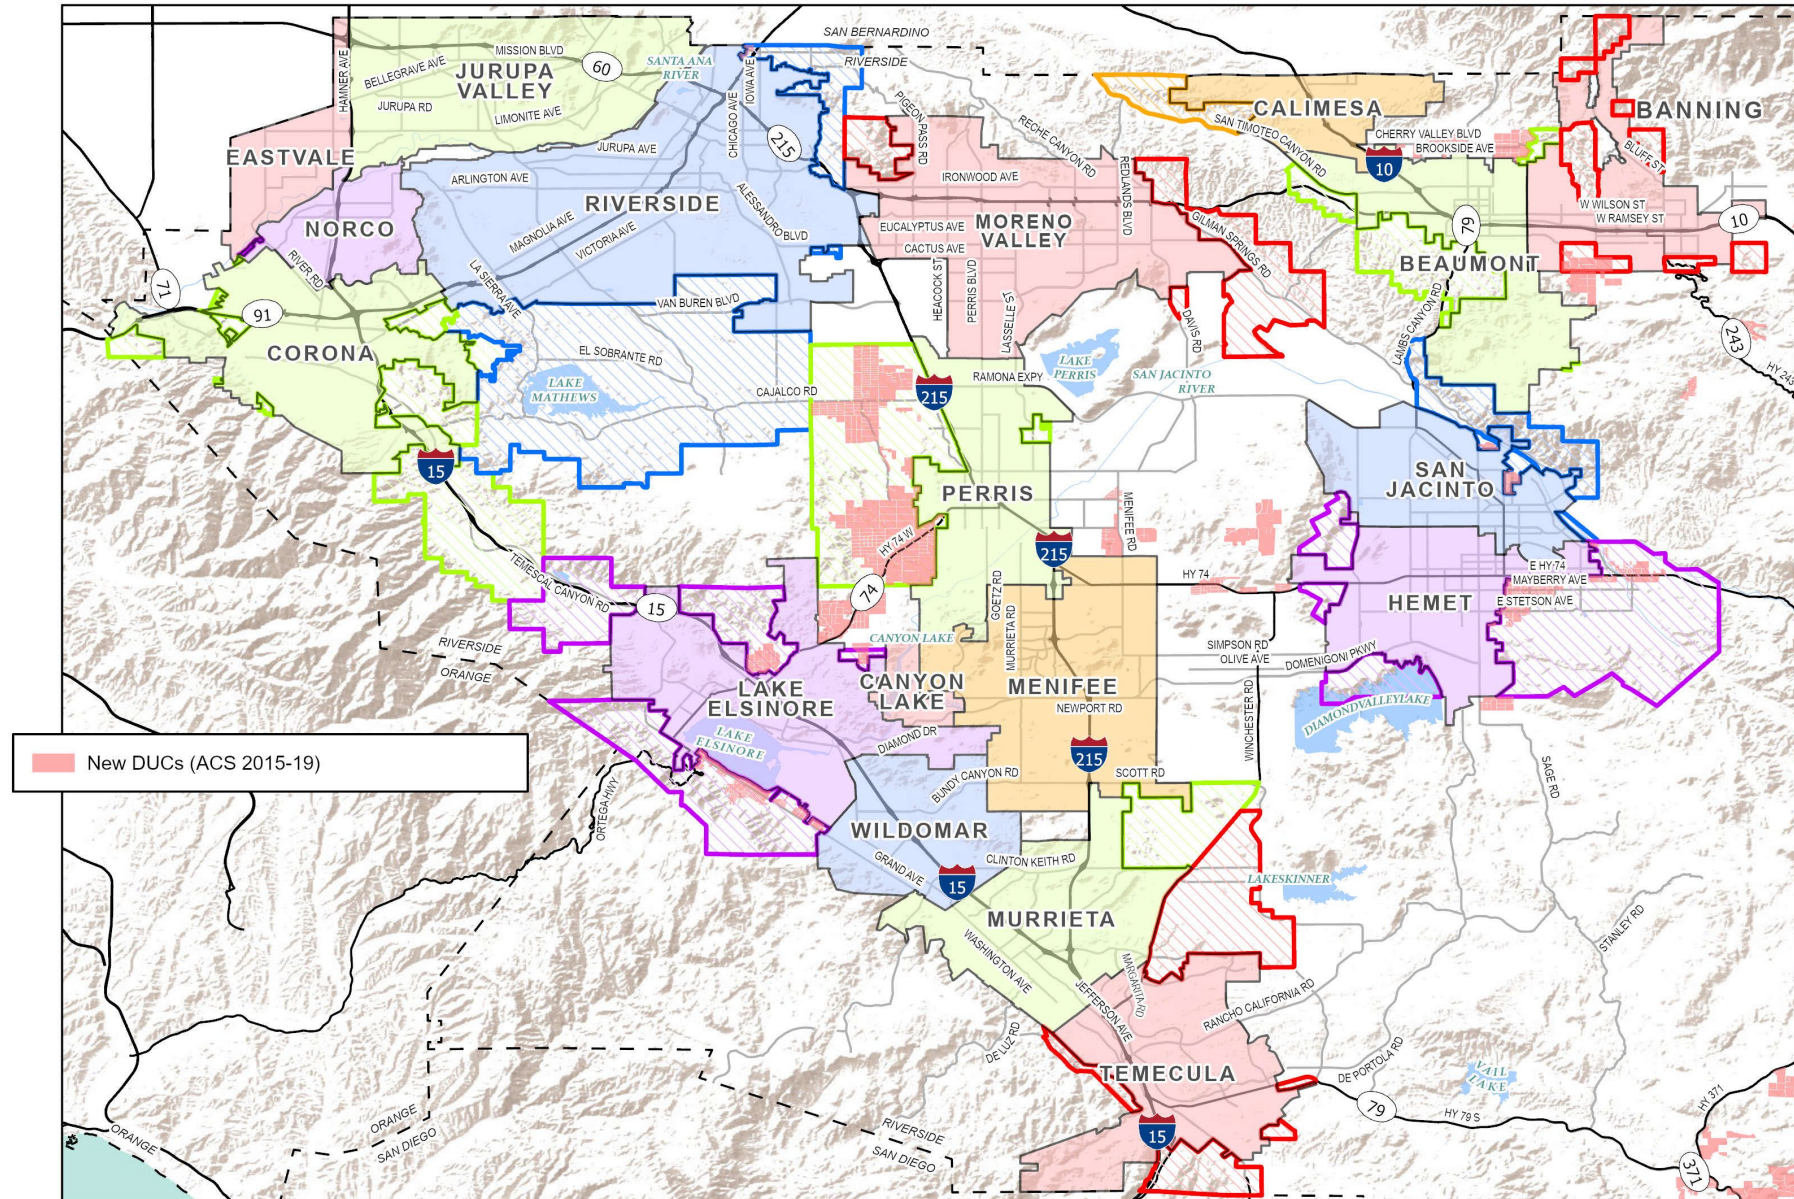 SAN BERNARDINO
RIVERSIDE
MISSION BLVD
60
SANTA ANA
RIVER
HAMNER AVE
BELLEGRAVE AVE
JURUPA
VALLEY
JURUPA RD
LIMONITE AVE
IOWA AVE
CHICAGO AVE
215
PIGEON PASS RD
RECHE CANYON RD
REDLANDS BLVD
CALIMESA
SAN TIMOTEO CANYON RD
CHERRY VALLEY BLVD
BROOKSIDE AVE
10
BANNING
BLUFF ST
EASTVALE
JURUPA AVE
ARLINGTON AVE
IRONWOOD AVE
NORCO
RIVERSIDE
MAGNOLIA AVE
VICTORIA AVE
ALESSANDRO BLVD
MORENO
VALLEY
EUCALYPTUS AVE
CACTUS AVE
GILMAN SPRINGS RD
79
W WILSON ST
W RAMSEY ST
10
BEAUMONT
RIVER RD
LA SIERRA AVE
71
91
VAN BUREN BLVD
HEACOCK ST
PERRIS BLVD
LASSELLE ST
DAVIS RD
LAMBS CANYON RD
243
HY 243
CORONA
EL SOBRANTE RD
LAKE
MATHEWS
CAJALCO RD
215
RAMONA EXPY
LAKE
PERRIS
SAN JACINTO
RIVER
15
PERRIS
MENIFEE RD
SAN
JACINTO
HY 74 W
215
TEMESCAL CANYON RD
15
74
GOETZ RD
MURRIETA RD
HY 74
E HY 74
MAYBERRY AVE
E STETSON AVE
HEMET
RIVERSIDE
ORANGE
CANYON LAKE
SIMPSON RD
OLIVE AVE
DOMENIGONI PKWY
CANYON
LAKE
MENIFEE
NEWPORT RD
WINCHESTER RD
DIAMONDVALLEYLAKE
LAKE
ELSINORE
LAKE
ELSINORE
DIAMOND DR
New DUCs (ACS 2015-19)
215
BUNDY CANYON RD
SCOTT RD
SAGE RD
ORTEGA HWY
WILDOMAR
GRAND AVE
CLINTON KEITH RD
15
LAKESKINNER
MURRIETA
WASHINGTON AVE
STANLEY RD
MARGARITA RD
JEFFERSON AVE
RANCHO CALIFORNIA RD
DE LUZ RD
TEMECULA
DE PORTOLA RD
VAIL
LAKE
79
HY 79 S
HY 371
371
15
ORANGE
ORANGE
SAN DIEGO
RIVERSIDE
SAN DIEGO